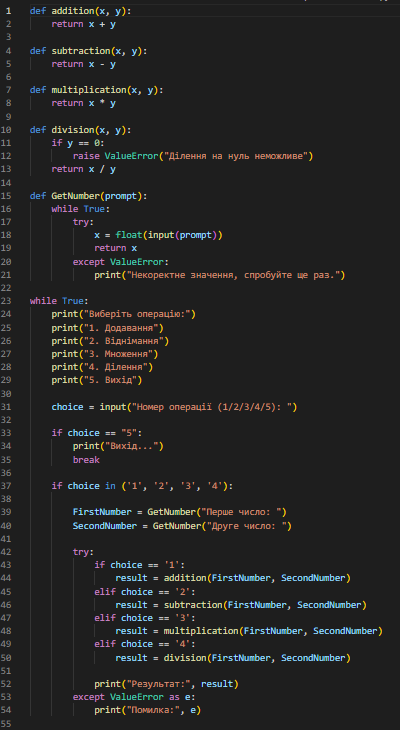 1 def addition(x, y):
2     return x + y
3
4 def subtraction(x, y):
5     return x - y
6
7 def multiplication(x, y):
8     return x * y
9
10 def division(x, y):
11     if y == 0:
12         raise ValueError("Ділення на нуль неможливе")
13     return x / y
14
15 def GetNumber(prompt):
16     while True:
17         try:
18             x = float(input(prompt))
19             return x
20         except ValueError:
21             print("Некоректне значення, спробуйте ще раз.")
22
23 while True:
24     print("Виберіть операцію:")
25     print("1. Додавання")
26     print("2. Віднімання")
27     print("3. Множення")
28     print("4. Ділення")
29     print("5. Вихід")
30
31     choice = input("Номер операції (1/2/3/4/5): ")
32
33     if choice == "5":
34         print("Вихід...")
35         break
36
37     if choice in ('1', '2', '3', '4'):
38
39         FirstNumber = GetNumber("Перше число: ")
40         SecondNumber = GetNumber("Друге число: ")
41
42         try:
43             if choice == '1':
44                 result = addition(FirstNumber, SecondNumber)
45             elif choice == '2':
46                 result = subtraction(FirstNumber, SecondNumber)
47             elif choice == '3':
48                 result = multiplication(FirstNumber, SecondNumber)
49             elif choice == '4':
50                 result = division(FirstNumber, SecondNumber)
51
52             print("Результат:", result)
53         except ValueError as e:
54             print("Помилка:", e)
55